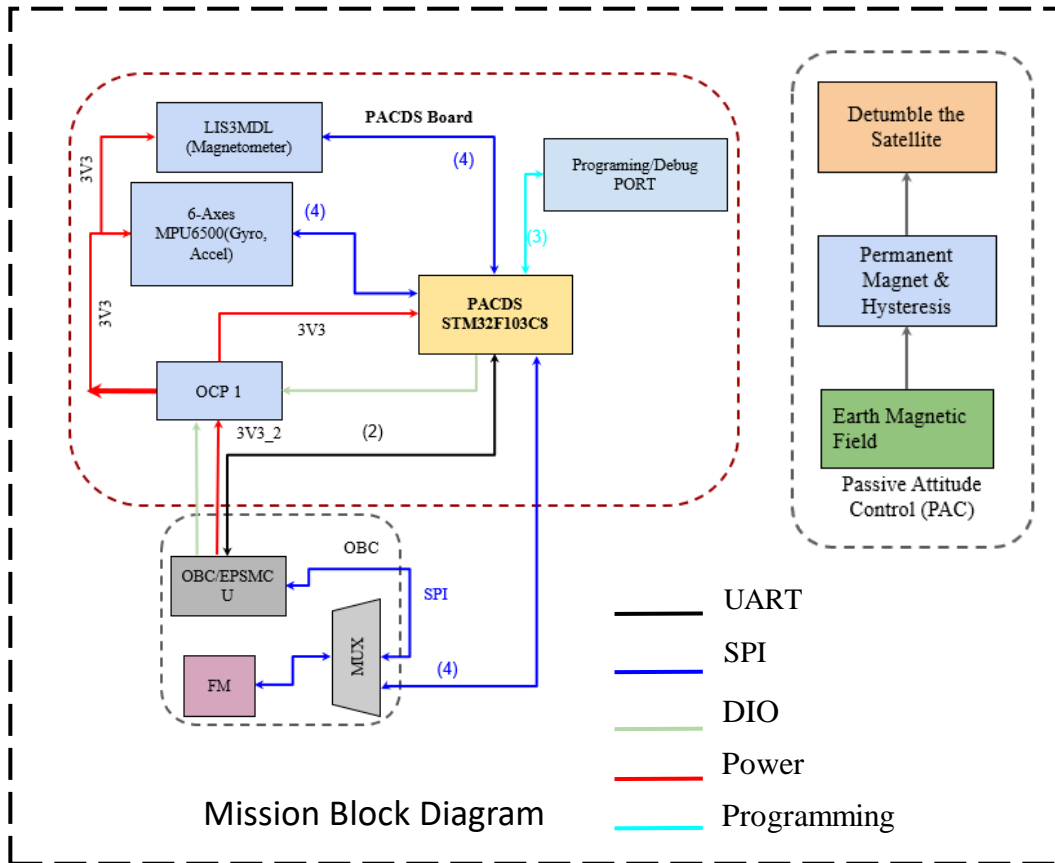 LIS3MDL
(Magnetometer)
PACDS Board
3V3
(4)
Programing/Debug
PORT
6-Axes
MPU6500(Gyro,
Accel)
(4)
(3)
3V3
PACDS
STM32F103C8
3V3
OCP 1
3V3_2
(2)
OBC
OBC/EPSMC
U
SPI
MUX
FM
(4)
Detumble the
Satellite
Permanent
Magnet &
Hysteresis
Earth Magnetic
Field
Passive Attitude
Control (PAC)
UART
SPI
DIO
Power
Programming
Mission Block Diagram